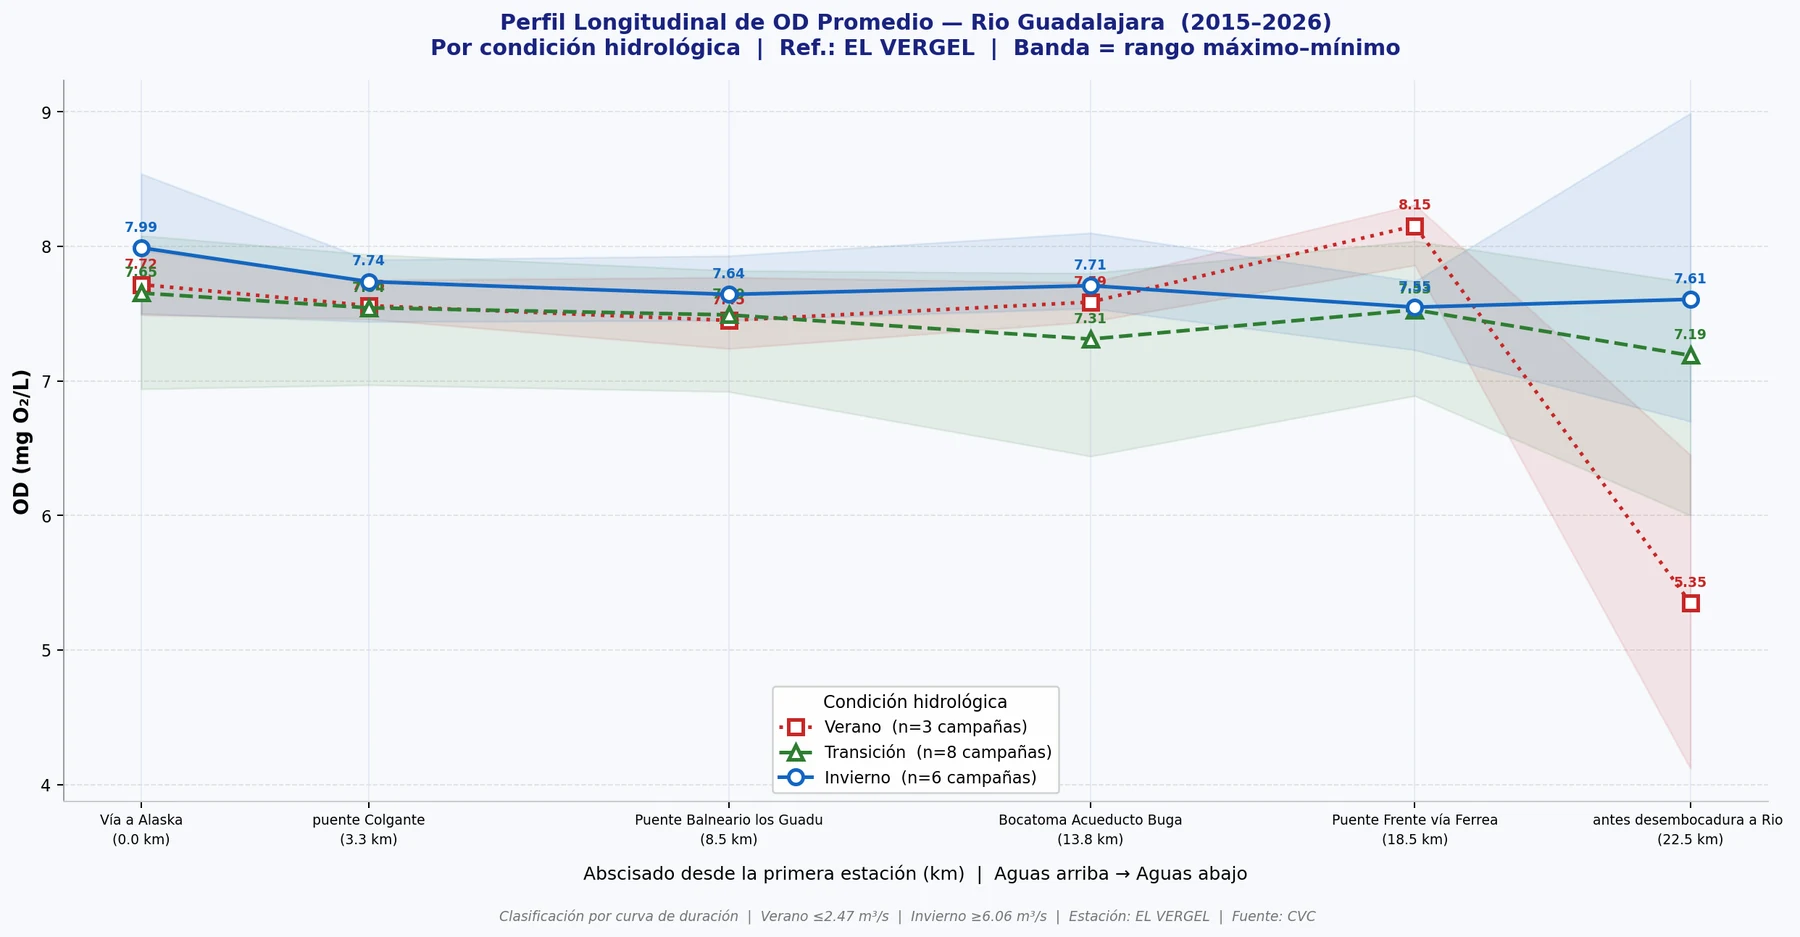 Perfil Longitudinal de OD Promedio — Rio Guadalajara  (2015–2026)
Por condición hidrológica  |  Ref.: EL VERGEL  |  Banda = rango máximo–mínimo
OD (mg O₂/L)
9
8
7
6
5
4
7.99
7.72
7.65
7.74
7.64
7.71
7.31
8.15
7.55
7.61
7.19
5.35
Condición hidrológica
Verano  (n=3 campañas)
Transición  (n=8 campañas)
Invierno  (n=6 campañas)
Vía a Alaska
(0.0 km)
puente Colgante
(3.3 km)
Puente Balneario los Guadu
(8.5 km)
Bocatoma Acueducto Buga
(13.8 km)
Puente Frente vía Ferrea
(18.5 km)
antes desembocadura a Rio
(22.5 km)
Abscisado desde la primera estación (km)  |  Aguas arriba → Aguas abajo
Clasificación por curva de duración  |  Verano ≤2.47 m³/s  |  Invierno ≥6.06 m³/s  |  Estación: EL VERGEL  |  Fuente: CVC